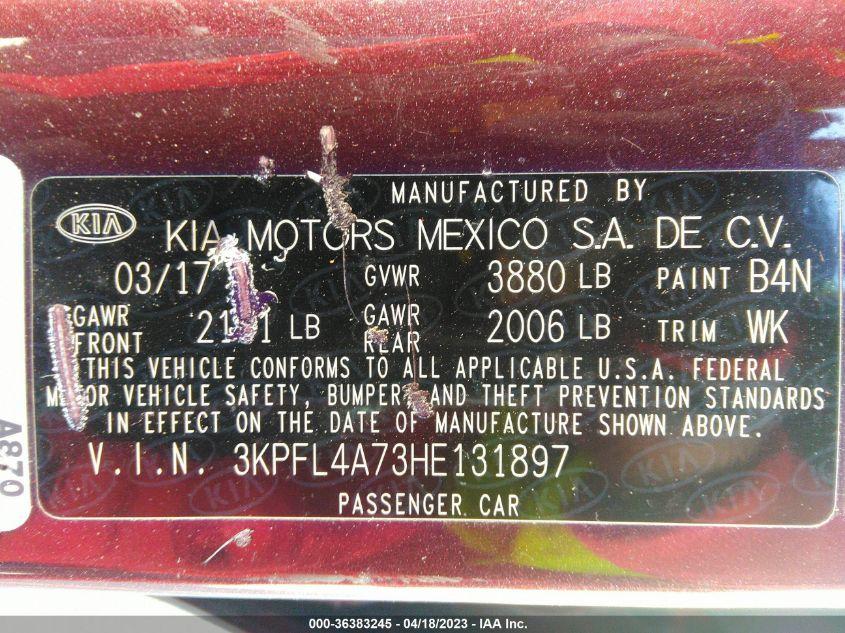 MANUFACTURED BY
KIA KIA MOTORS MEXICO S.A. DE C.V.
03/17 GVWR 3880 LB PAINT B4N
GAWR FRONT LB GAWR REAR 2006 LB TRIM WK
THIS VEHICLE CONFORMS TO ALL APPLICABLE U.S.A. FEDERAL
MOTOR VEHICLE SAFETY, BUMPER, AND THEFT PREVENTION STANDARDS
IN EFFECT ON THE DATE OF MANUFACTURE SHOWN ABOVE.
V.I.N. 3KPFL4A73HE131897
PASSENGER CAR
A870
000-36383245 - 04/18/2023 - IAA Inc.